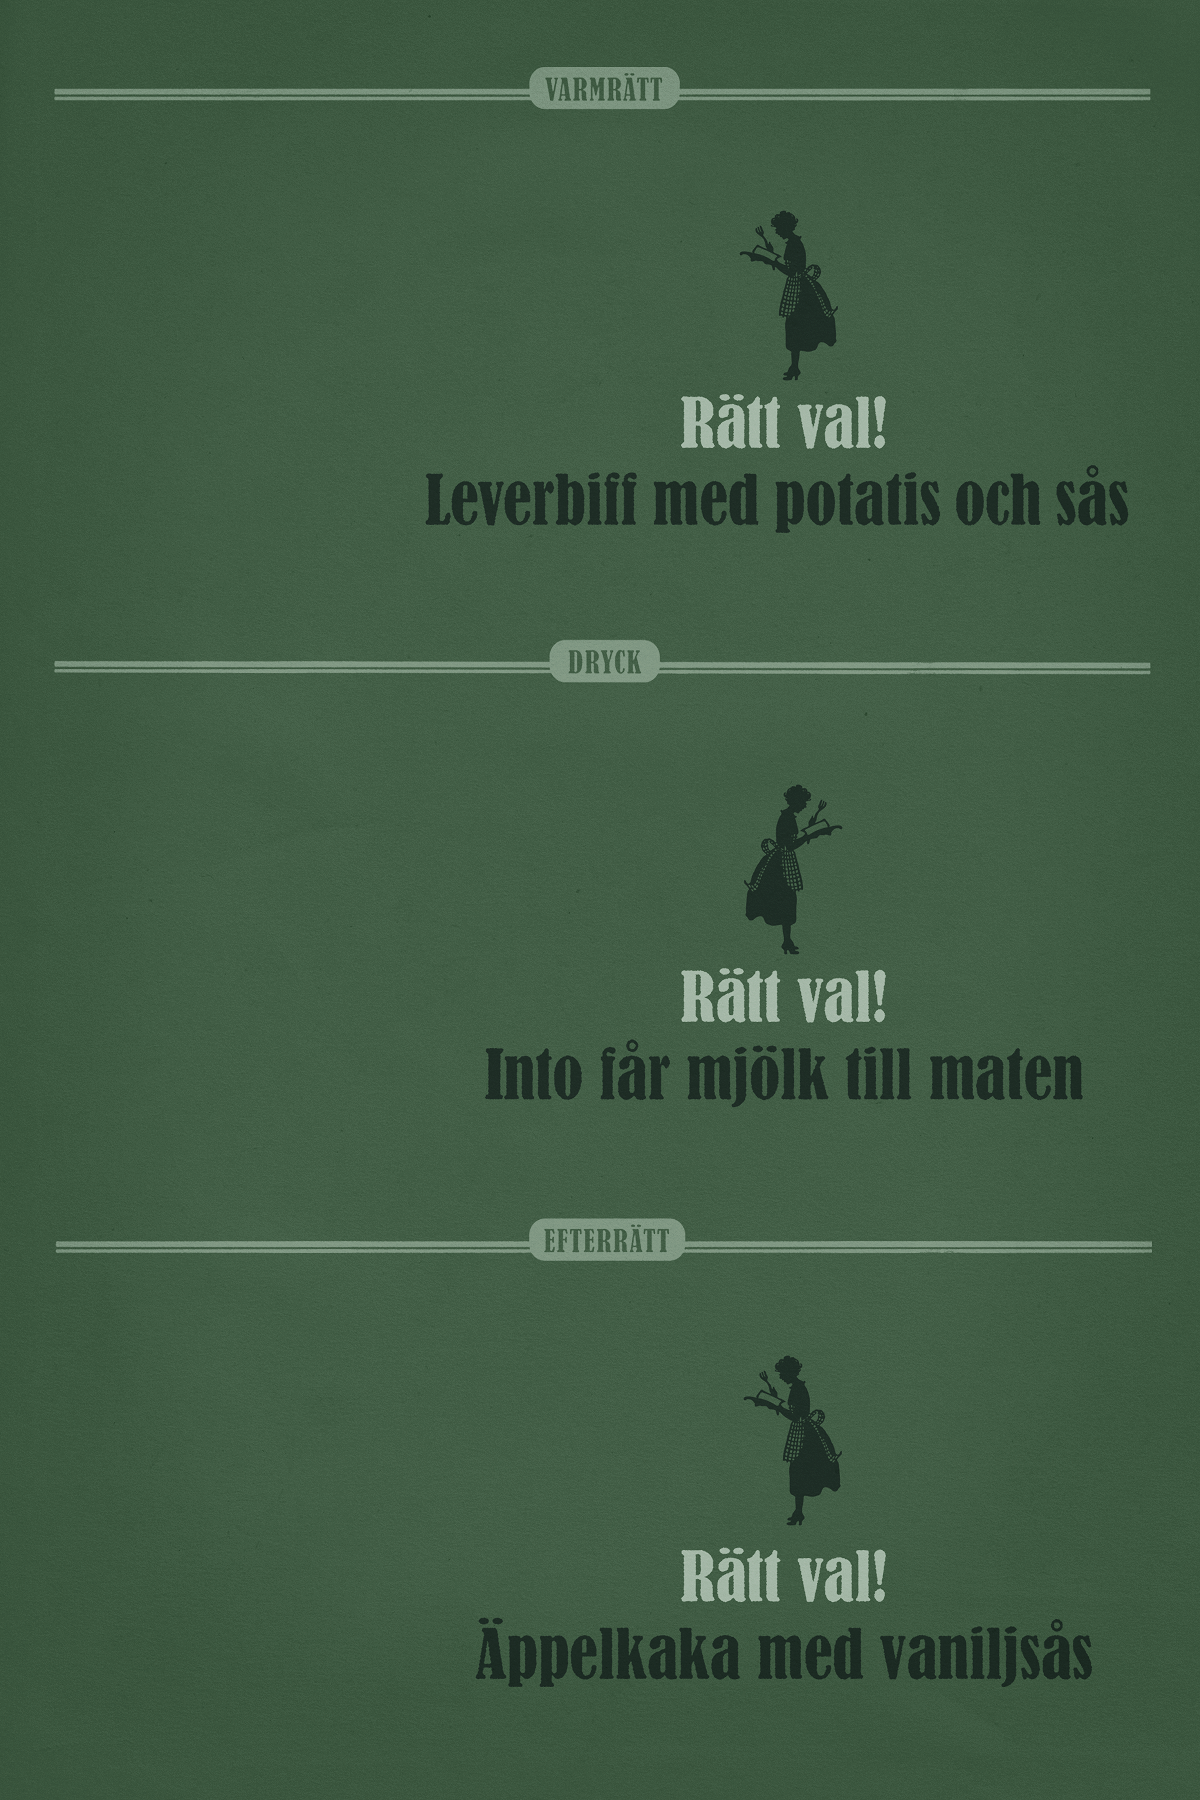 VARMRÄTT
Rätt val!
Leverbiff med potatis och sås
DRYCK
Rätt val!
Into får mjölk till maten
EFTERRÄTT
Rätt val!
Äppelkaka med vaniljsås